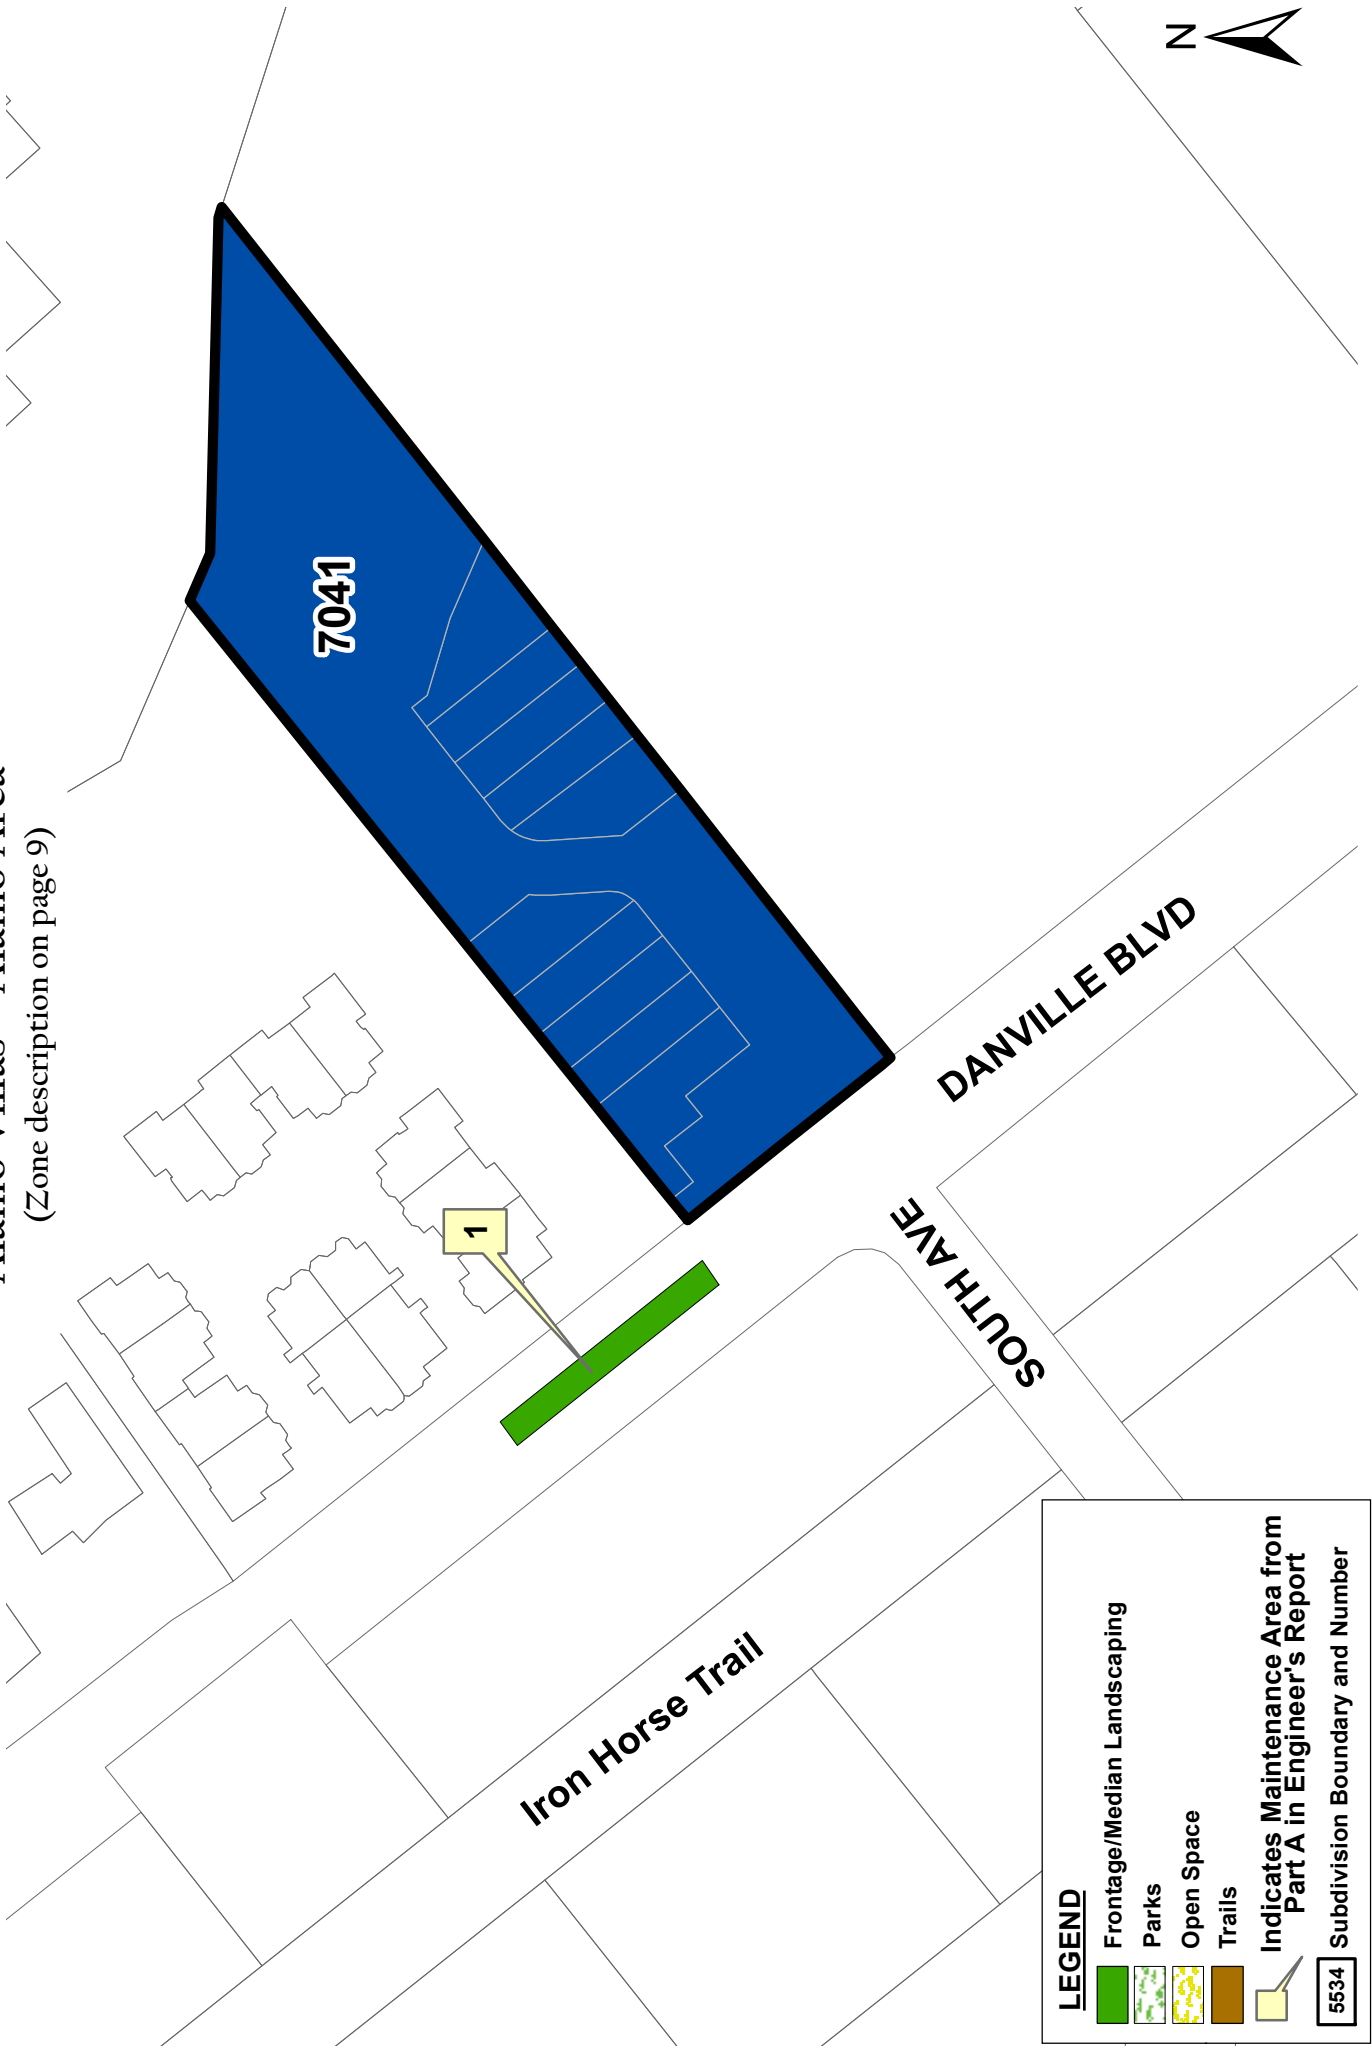 (Zone description on page 9)
N
7041
1
DANVILLE BLVD
SOUTH AVE
Iron Horse Trail
LEGEND
Frontage/Median Landscaping
Parks
Open Space
Trails
Indicates Maintenance Area from
Part A in Engineer's Report
5534 Subdivision Boundary and Number